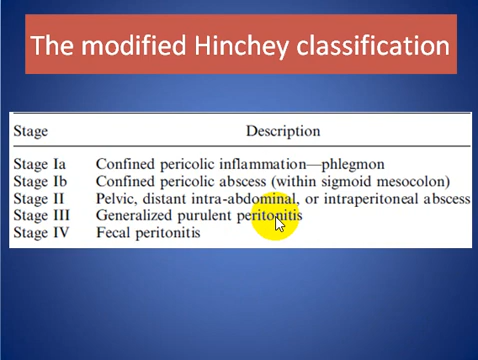 The modified Hinchey classification
Stage Description
Stage Ia Confined pericolic inflammation—phlegmon
Stage Ib Confined pericolic abscess (within sigmoid mesocolon)
Stage II Pelvic, distant intra-abdominal, or intraperitoneal abscess
Stage III Generalized purulent peritonitis
Stage IV Fecal peritonitis